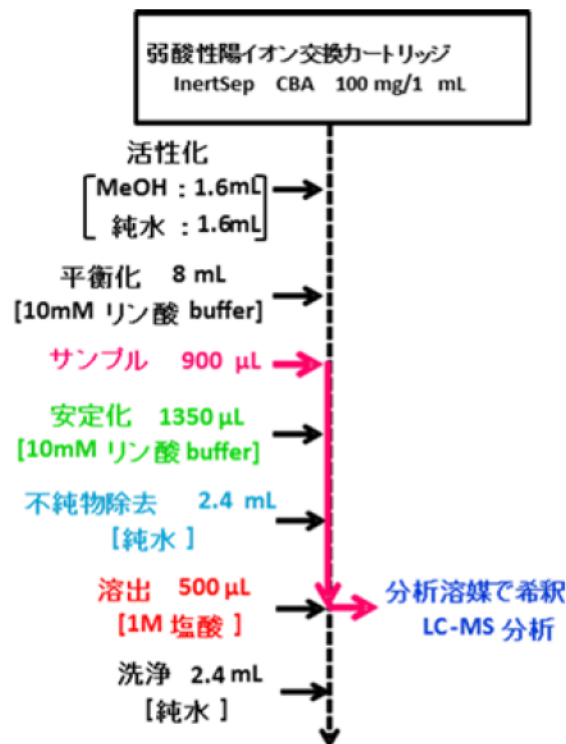 弱酸性陽イオン交換カートリッジ
InertSep CBA 100 mg/1 mL
活性化
MeOH : 1.6mL
純水 : 1.6mL
平衡化 8 mL
[10mM リン酸 buffer]
サンプル 900 μL
安定化 1350 μL
[10mM リン酸 buffer]
不純物除去 2.4 mL
[純水 ]
溶出 500 μL
[1M 塩酸 ]
分析溶媒で希釈
LC-MS 分析
洗浄 2.4 mL
[純水 ]